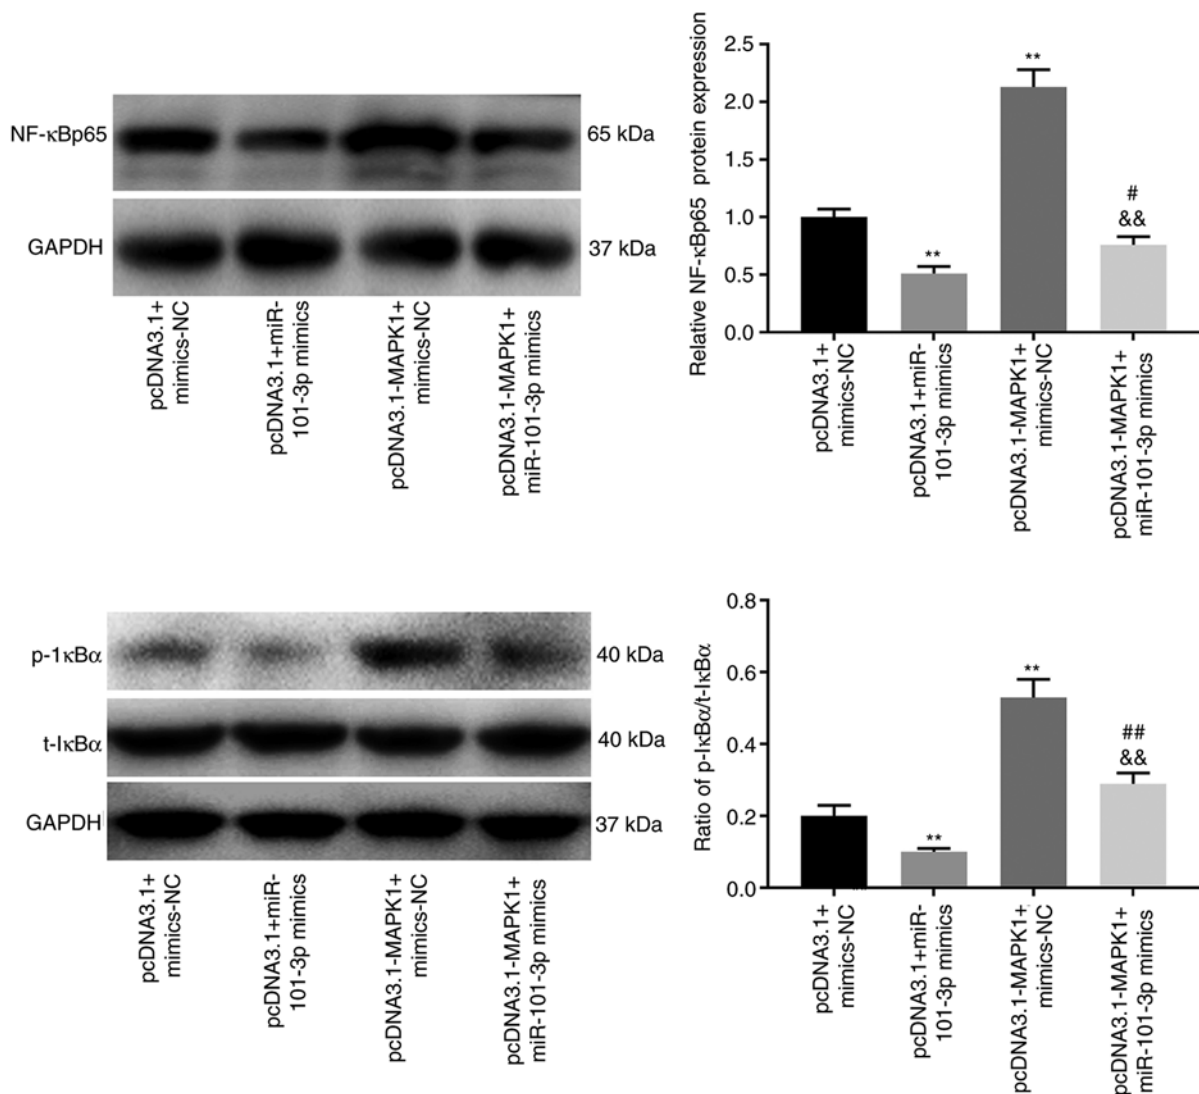 NF-κBp65
65 kDa
GAPDH
37 kDa
pcDNA3.1+
mimics-NC
pcDNA3.1+miR-
101-3p mimics
pcDNA3.1-MAPK1+
mimics-NC
pcDNA3.1-MAPK1+
miR-101-3p mimics
Relative NF-κBp65 protein expression
2.5
2.0
1.5
1.0
0.5
0.0
**
**
#
&&
pcDNA3.1+
mimics-NC
pcDNA3.1+miR-
101-3p mimics
pcDNA3.1-MAPK1+
mimics-NC
pcDNA3.1-MAPK1+
miR-101-3p mimics
p-1κBα
40 kDa
t-IκBα
40 kDa
GAPDH
37 kDa
pcDNA3.1+
mimics-NC
pcDNA3.1+miR-
101-3p mimics
pcDNA3.1-MAPK1+
mimics-NC
pcDNA3.1-MAPK1+
miR-101-3p mimics
Ratio of p-IκBα/t-IκBα
0.8
0.6
0.4
0.2
0.0
**
**
##
&&
pcDNA3.1+
mimics-NC
pcDNA3.1+miR-
101-3p mimics
pcDNA3.1-MAPK1+
mimics-NC
pcDNA3.1-MAPK1+
miR-101-3p mimics